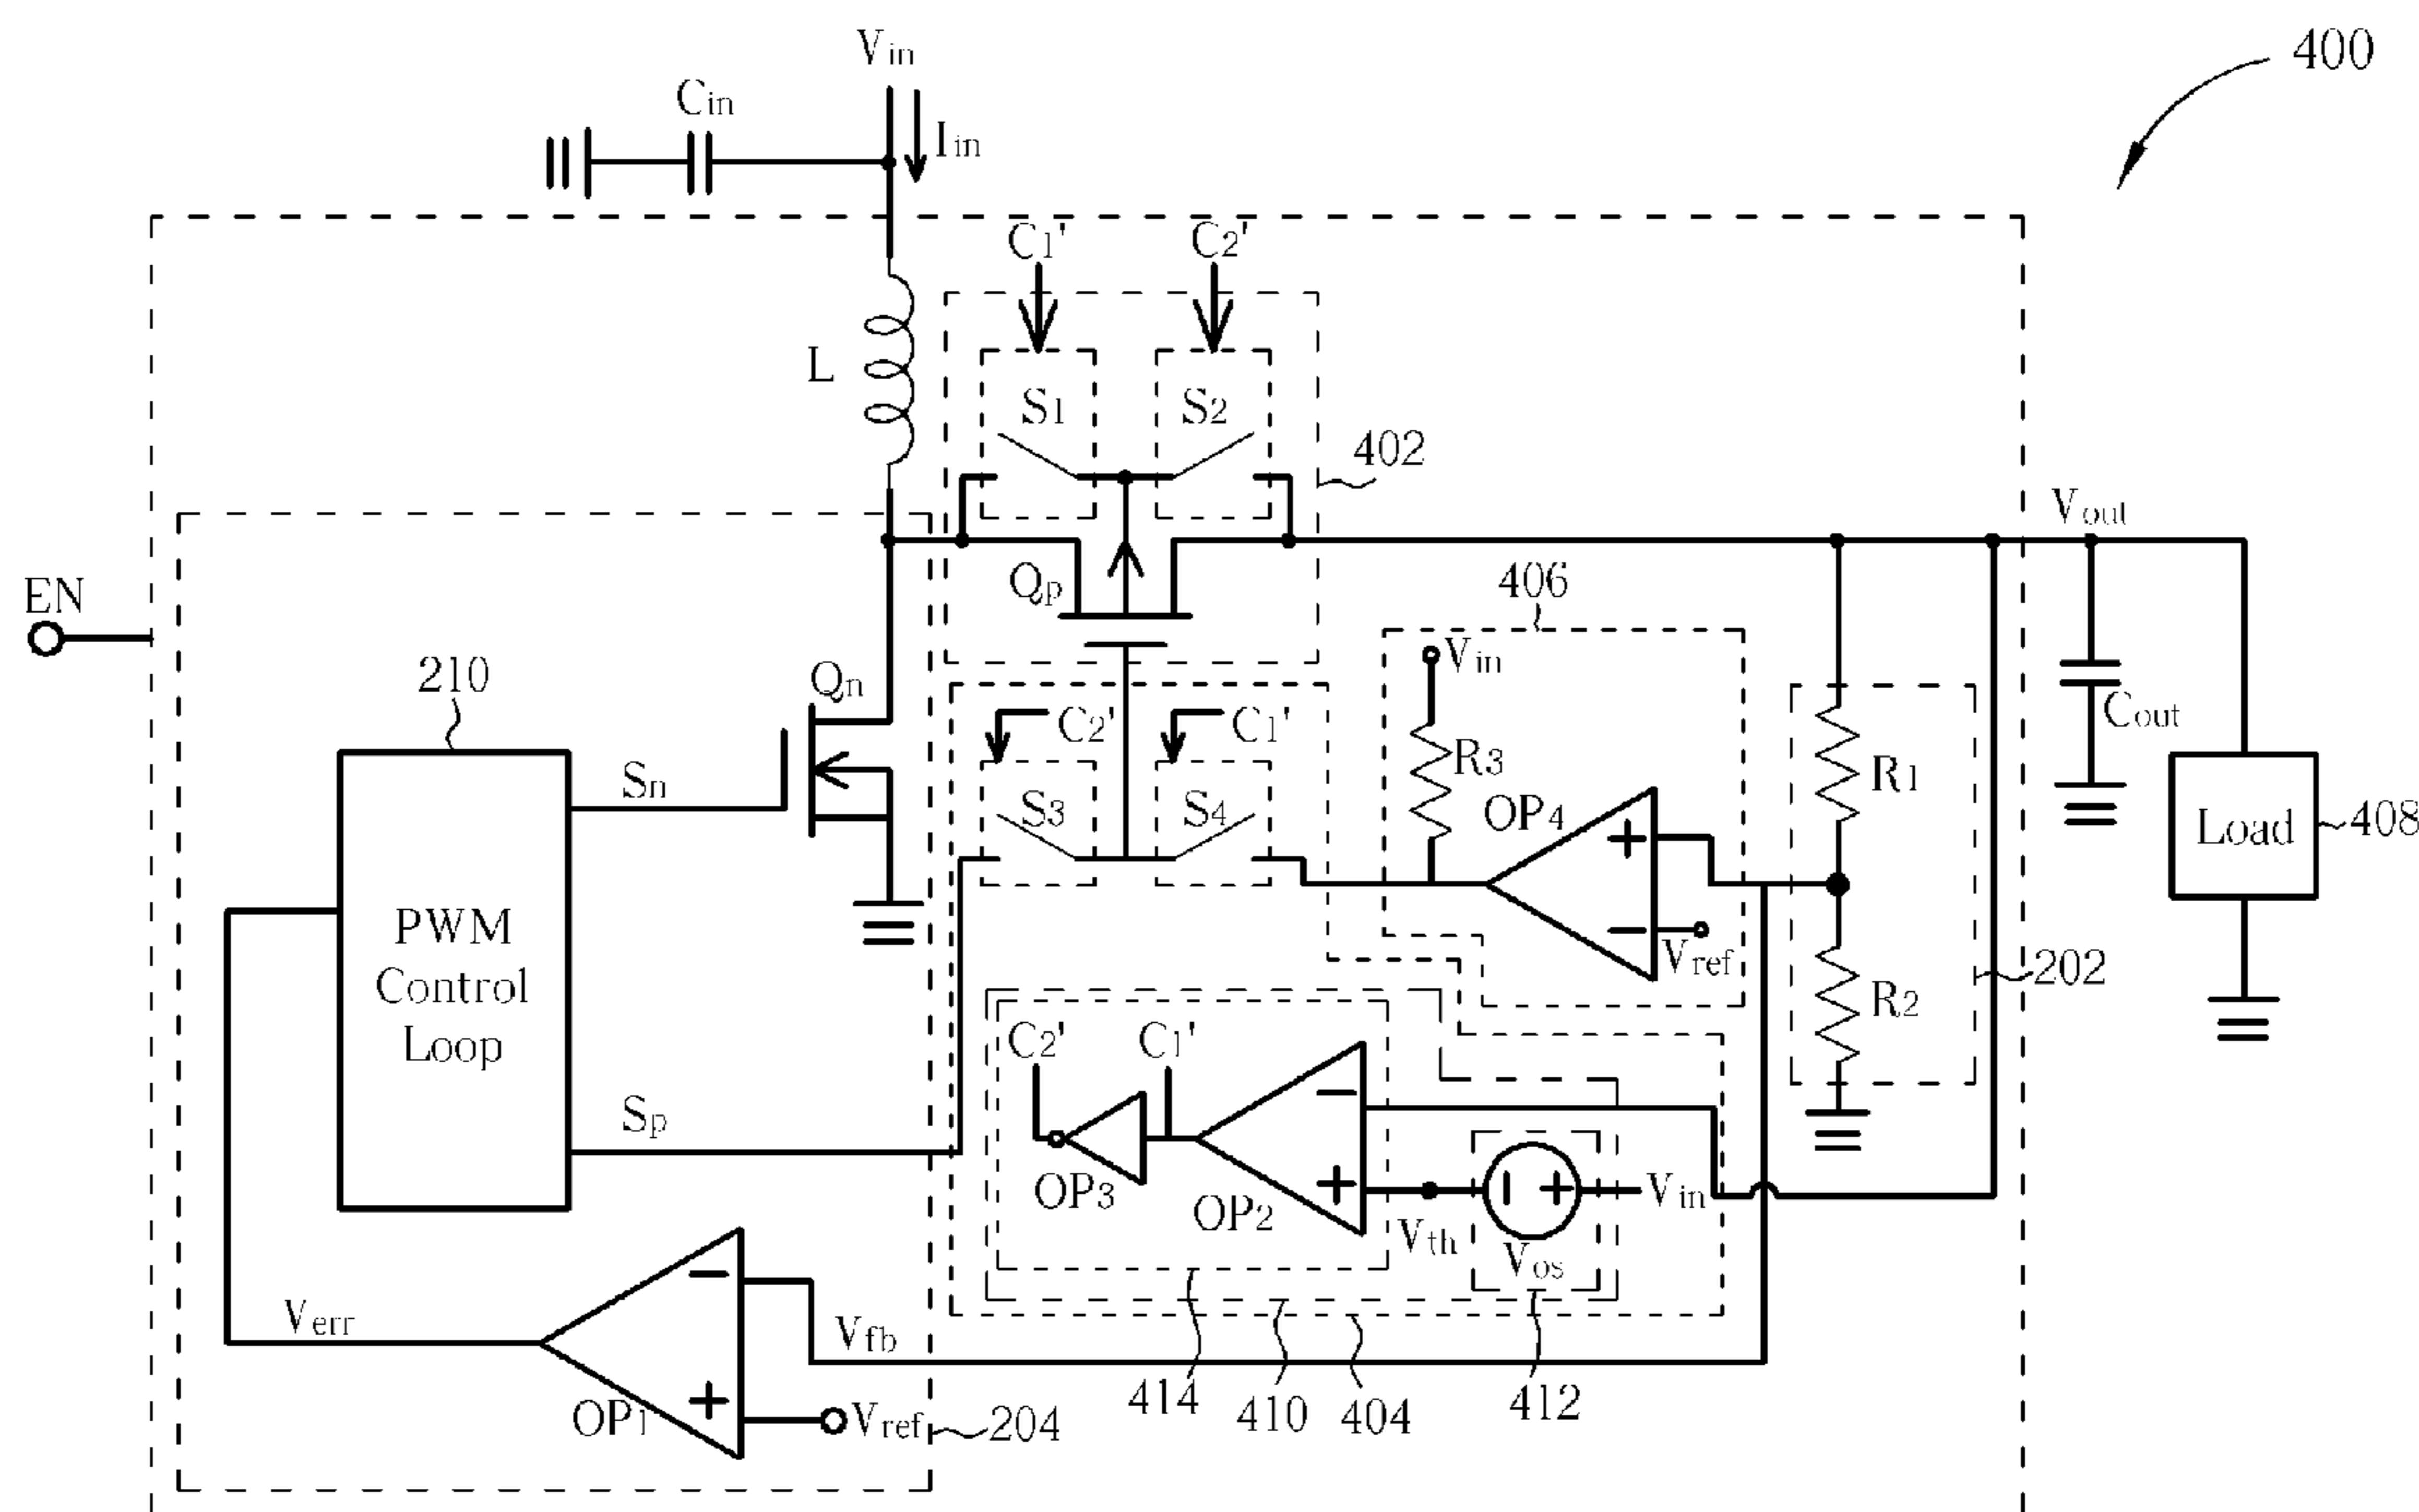 400
Vin
Cin
Iin
C1'
C2'
L
S1
S2
402
Vout
EN
Qp
406
Vin
210
Qn
C2'
C1'
R3
R1
Cout
Sn
S3
S4
OP4
+
Load
408
PWM
Control
Loop
−
Vref
202
R2
C2'
C1'
−
Sp
OP3
OP2
+
+
Vin
Vth
Vos
−
Verr
Vfb
414
410
404
412
+
OP1
Vref
204